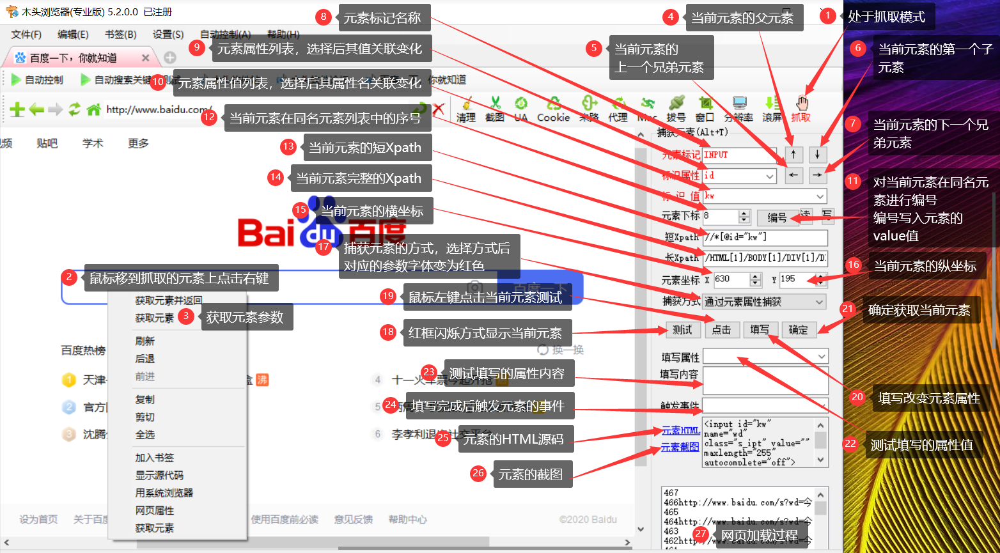 木头浏览器(专业版) 5.2.0.0 已注册
文件(F) 编辑(E) 书签(B) 设置(S) 自动控制(A) 帮助(H)
百度一下，你就知道
自动控制 自动搜索关键
你就知道
http://www.baidu.com/
清理 截图 UA Cookie 来路 代理 Mac 拨号 窗口 分辨率 滚屏 抓取
贴吧 学术 更多
Bai du 百度
百度一下
百度热榜
换一换
1 天津
2 官方
3 沈腾
4 十一火车票今起开抢
5
6 李孝利退
沸
设为首页 关于百度 使用百度前必读 意见反馈 帮助中心 ©2020 Baidu
获取元素并返回
获取元素
刷新
后退
前进
复制
剪切
全选
加入书签
显示源代码
用系统浏览器
网页属性
获取元素
捕获元素(Alt+T)
元素标记 INPUT ↑ ↓
标识属性 id ← →
标 识 值 kw
元素下标 8 编号 读 写
短Xpath //*[@id="kw"]
长Xpath /HTML[1]/BODY[1]/DIV[1]/D
元素坐标 X 630 Y 195
捕获方式 通过元素属性捕获
测试 点击 填写 确定
填写属性
填写内容
触发事件
元素HTML
元素截图
<input id="kw"
name="wd"
class="s_ipt" value=""
maxlength="255"
autocomplete="off">
467
466http://www.baidu.com/s?wd=今
465
464http://www.baidu.com/s?wd=今
463
462http://www.baidu.com/s?wd=今
461
1 处于抓取模式
2 鼠标移到抓取的元素上点击右键
3 获取元素参数
4 当前元素的父元素
5 当前元素的
上一个兄弟元素
6 当前元素的第一个子
元素
7 当前元素的下一个兄
弟元素
8 元素标记名称
9 元素属性列表，选择后其值关联变化
10 元素属性值列表，选择后其属性名关联变化
11 对当前元素在同名元
素进行编号
编号写入元素的
value值
12 当前元素在同名元素列表中的序号
13 当前元素的短Xpath
14 当前元素完整的Xpath
15 当前元素的横坐标
16 当前元素的纵坐标
17 捕获元素的方式，选择方式后
对应的参数字体变为红色
18 红框闪烁方式显示当前元素
19 鼠标左键点击当前元素测试
20 填写改变元素属性
21 确定获取当前元素
22 测试填写的属性值
23 测试填写的属性内容
24 填写完成后触发元素的事件
25 元素的HTML源码
26 元素的截图
27 网页加载过程